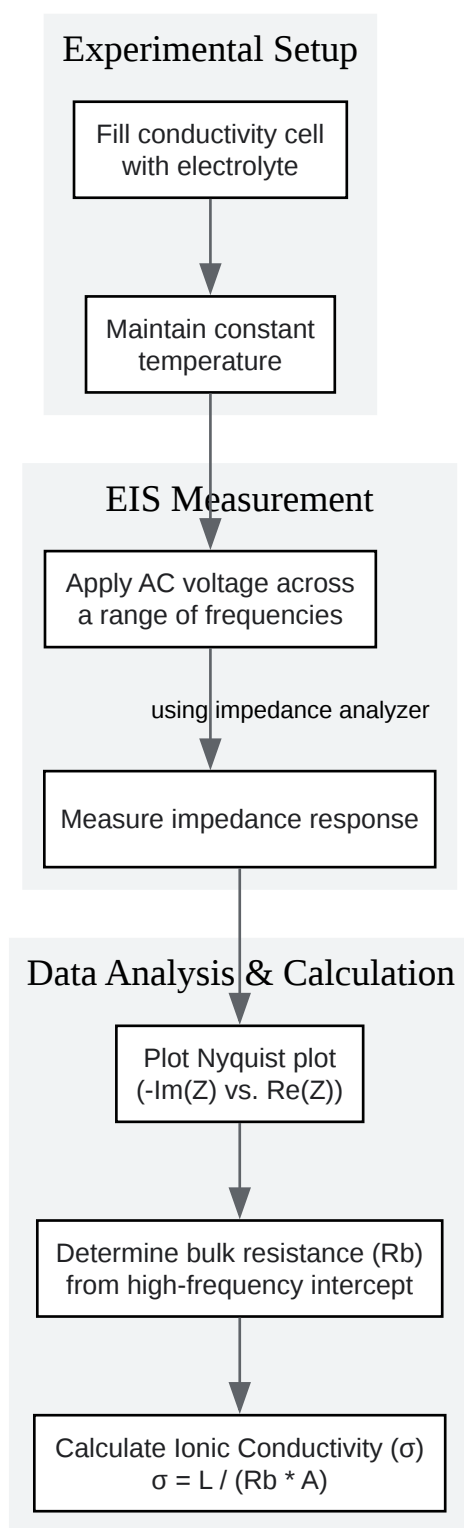 Experimental Setup
Fill conductivity cell
with electrolyte
Maintain constant
temperature
EIS Measurement
Apply AC voltage across
a range of frequencies
using impedance analyzer
Measure impedance response
Data Analysis & Calculation
Plot Nyquist plot
(-Im(Z) vs. Re(Z))
Determine bulk resistance (Rb)
from high-frequency intercept
Calculate Ionic Conductivity (σ)
σ = L / (Rb * A)